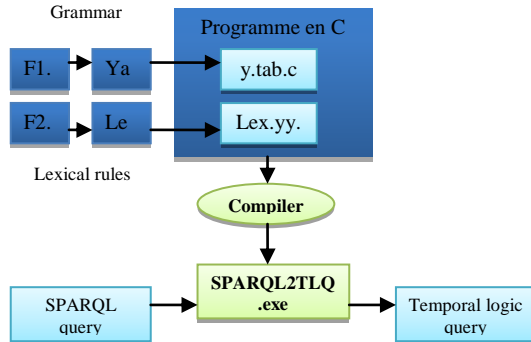 Grammar
Programme en C
F1.
Ya
y.tab.c
F2.
Le
Lex.yy.
Lexical rules
Compiler
SPARQL
query
SPARQL2TLQ
.exe
Temporal logic
query